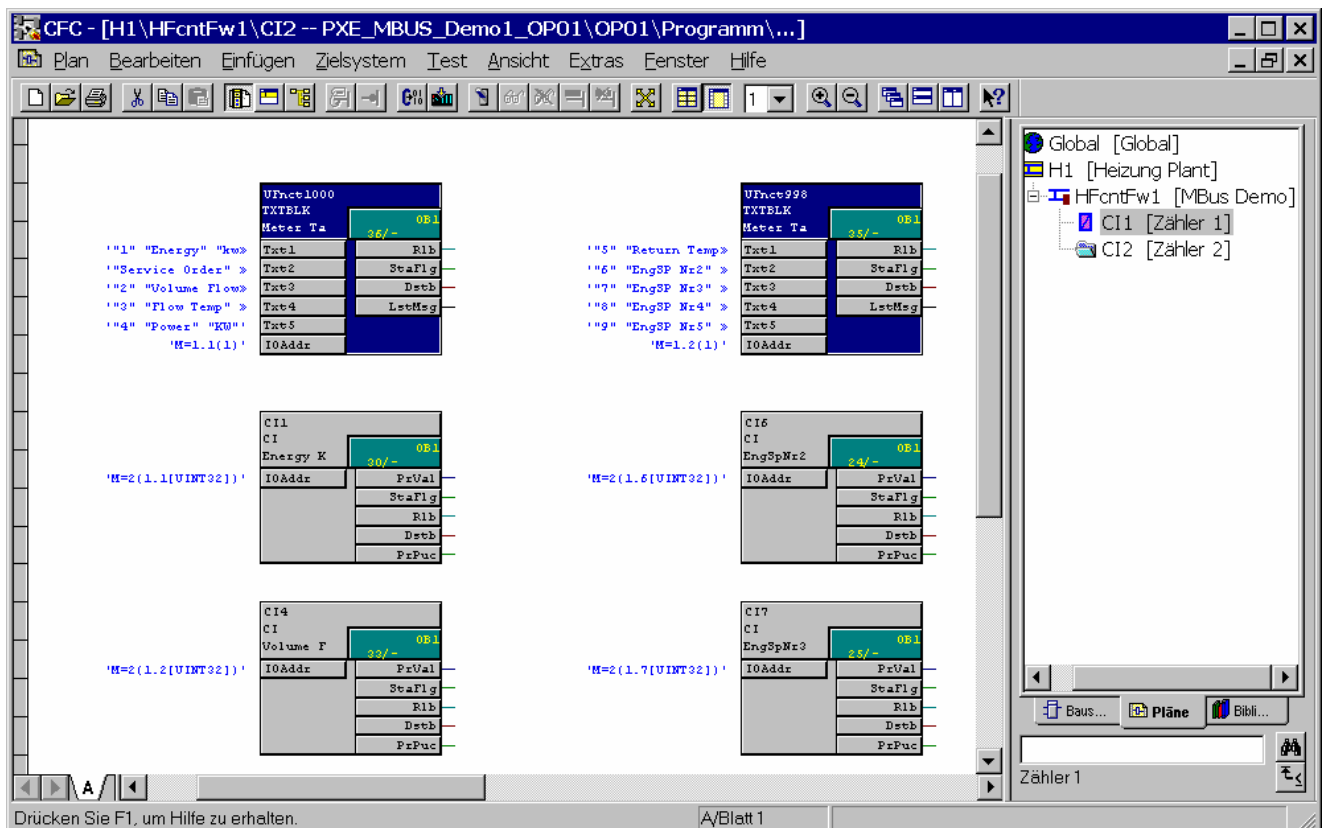 CFC - [H1\HFcntFw1\CI2 -- PXE_MBUS_Demo1_OP01\OP01\Programm\...]
Plan Bearbeiten Einfügen Zielsystem Test Ansicht Extras Fenster Hilfe
1
UFnct1000
TXTBLK
Meter Ta
OB1
36/-
'"1" "Energy" "kw» Txt1 Rlb
'"Service Order" » Txt2 StaFlg
'"2" "Volume Flow» Txt3 Dstb
'"3" "Flow Temp" » Txt4 LstMsg
'"4" "Power" "KW"' Txt5
'M=1.1(1)' IOAddr
UFnct998
TXTBLK
Meter Ta
OB1
35/-
'"5" "Return Temp» Txt1 Rlb
'"6" "EngSP Nr2" » Txt2 StaFlg
'"7" "EngSP Nr3" » Txt3 Dstb
'"8" "EngSP Nr4" » Txt4 LstMsg
'"9" "EngSP Nr5" » Txt5
'M=1.2(1)' IOAddr
CI1
CI
Energy K
OB1
30/-
'M=2(1.1[UINT32])' IOAddr PrVal
StaFlg
Rlb
Dstb
PrPuc
CI6
CI
EngSpNr2
OB1
24/-
'M=2(1.6[UINT32])' IOAddr PrVal
StaFlg
Rlb
Dstb
PrPuc
CI4
CI
Volume F
OB1
33/-
'M=2(1.2[UINT32])' IOAddr PrVal
StaFlg
Rlb
Dstb
PrPuc
CI7
CI
EngSpNr3
OB1
25/-
'M=2(1.7[UINT32])' IOAddr PrVal
StaFlg
Rlb
Dstb
PrPuc
Global [Global]
H1 [Heizung Plant]
HFcntFw1 [MBus Demo]
CI1 [Zähler 1]
CI2 [Zähler 2]
Baus... Pläne Bibli...
Zähler 1
A
Drücken Sie F1, um Hilfe zu erhalten.
A/Blatt 1